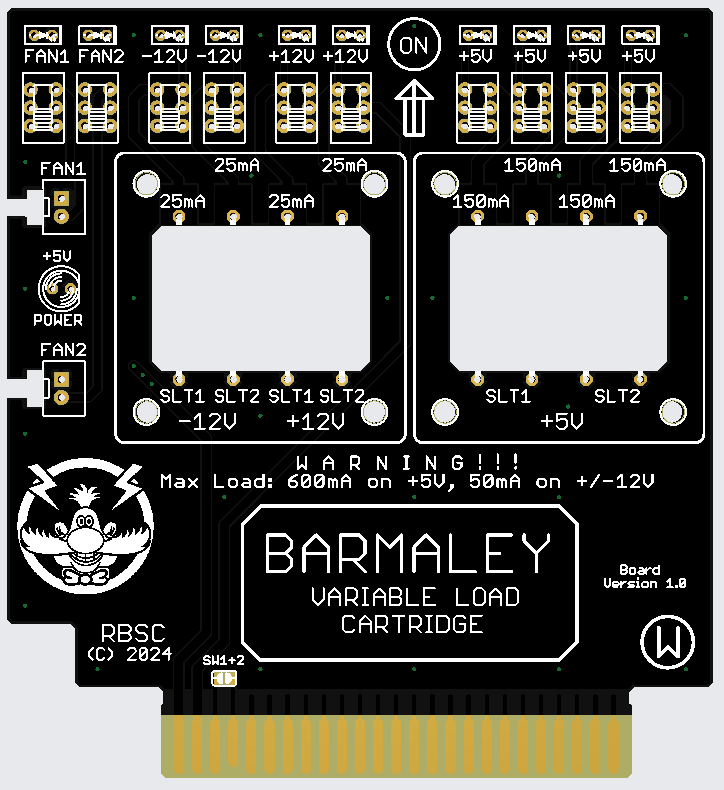 FAN1 FAN2 -12V -12V +12V +12V ON +5V +5V +5V +5V
FAN1
25mA 25mA 150mA 150mA
25mA 25mA 150mA 150mA
+5V
POWER
FAN2
SLT1 SLT2 SLT1 SLT2 SLT1 SLT2
-12V +12V +5V
WARNING!!!
Max Load: 600mA on +5V, 50mA on +/-12V
BARMALEY
VARIABLE LOAD
CARTRIDGE
Board
Version 1.0
RBSC
(C) 2024
W
SW1+2